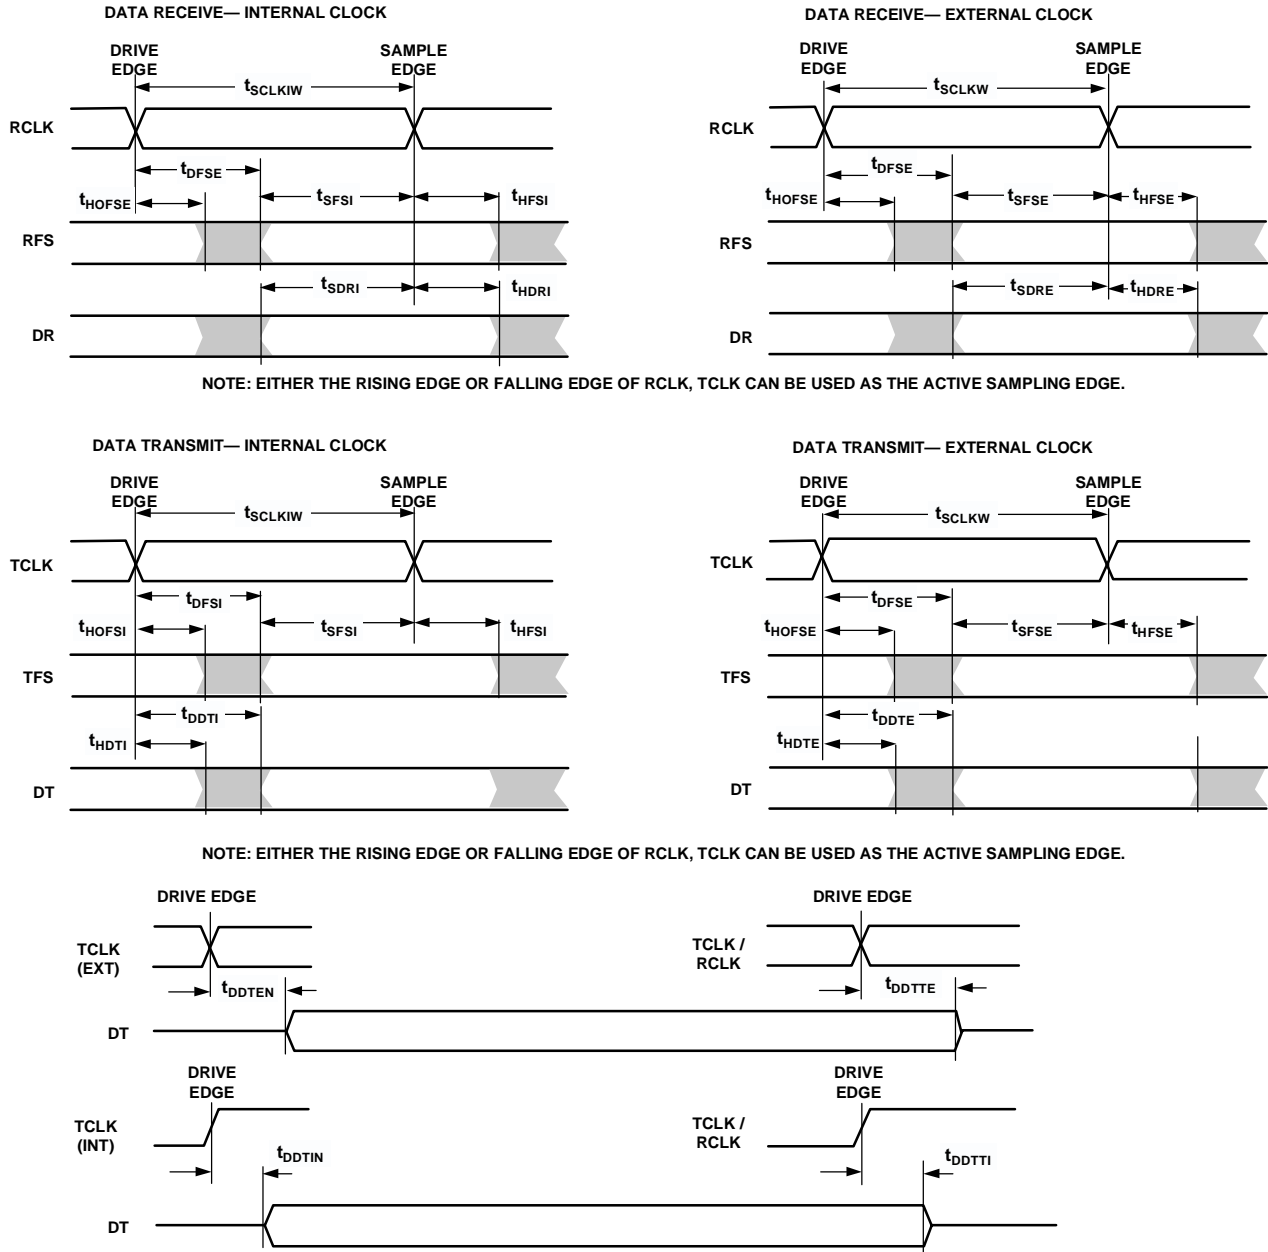 DATA RECEIVE— INTERNAL CLOCK
DRIVE
EDGE
SAMPLE
EDGE
tSCLKIW
RCLK
tDFSE
tHOFSE
tSFSI
tHFSI
RFS
tSDRI
tHDRI
DR
DATA RECEIVE— EXTERNAL CLOCK
DRIVE
EDGE
SAMPLE
EDGE
tSCLKW
RCLK
tDFSE
tHOFSE
tSFSE
tHFSE
RFS
tSDRE
tHDRE
DR
NOTE: EITHER THE RISING EDGE OR FALLING EDGE OF RCLK, TCLK CAN BE USED AS THE ACTIVE SAMPLING EDGE.
DATA TRANSMIT— INTERNAL CLOCK
DRIVE
EDGE
SAMPLE
EDGE
tSCLKIW
TCLK
tDFSI
tHOFSI
tSFSI
tHFSI
TFS
tDDTI
tHDTI
DT
DATA TRANSMIT— EXTERNAL CLOCK
DRIVE
EDGE
SAMPLE
EDGE
tSCLKW
TCLK
tDFSE
tHOFSE
tSFSE
tHFSE
TFS
tDDTE
tHDTE
DT
NOTE: EITHER THE RISING EDGE OR FALLING EDGE OF RCLK, TCLK CAN BE USED AS THE ACTIVE SAMPLING EDGE.
DRIVE EDGE
DRIVE EDGE
TCLK
(EXT)
TCLK /
RCLK
tDDTEN
tDDTTE
DT
DRIVE
EDGE
DRIVE
EDGE
TCLK
(INT)
TCLK /
RCLK
tDDTIN
tDDTTI
DT